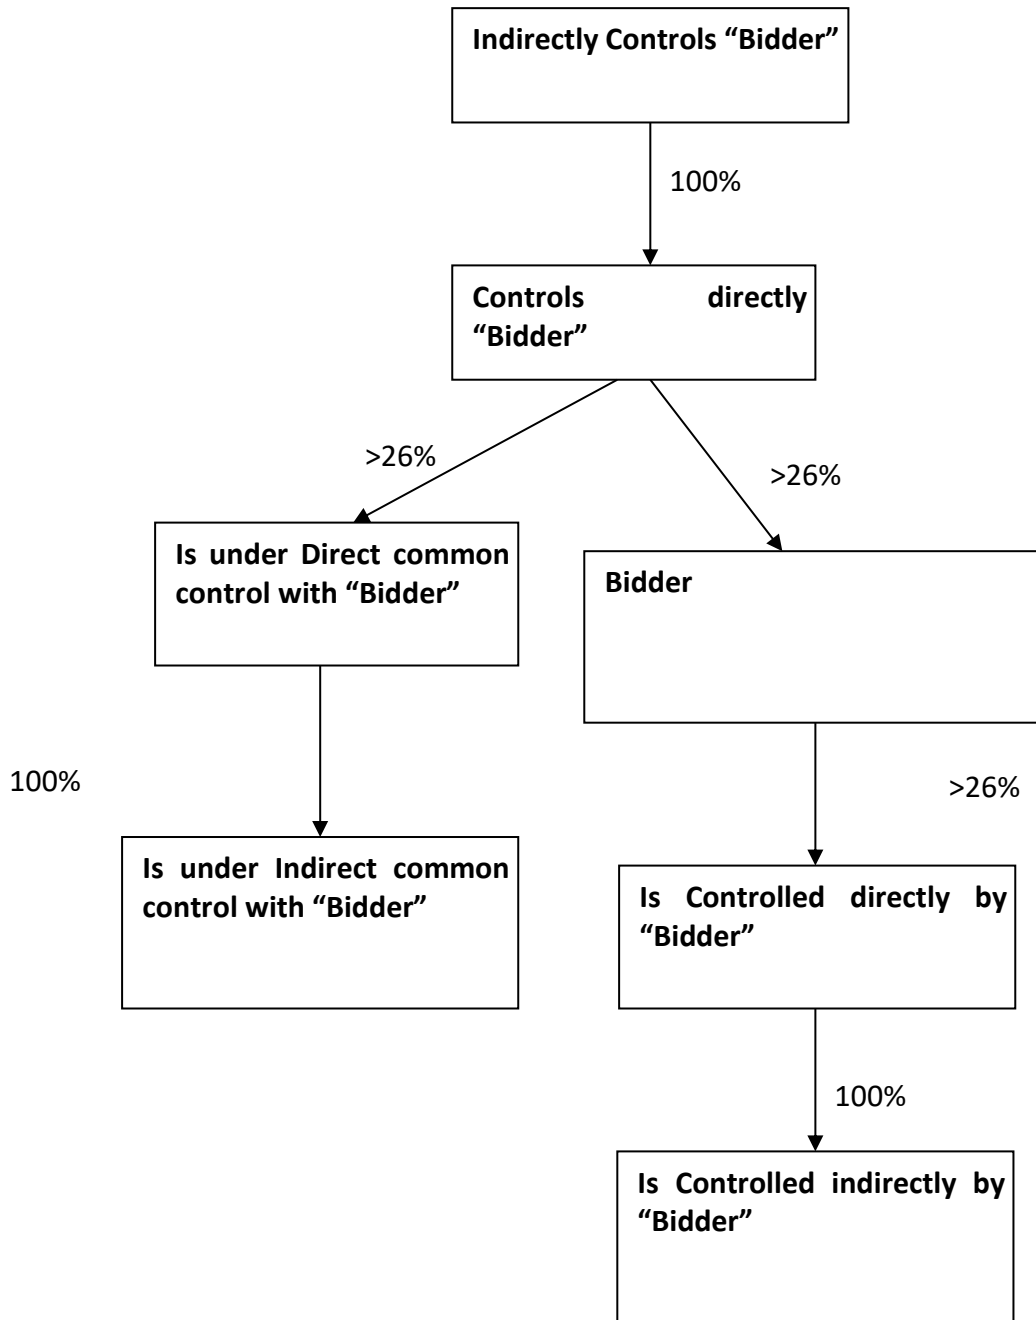 Indirectly Controls “Bidder”
100%
Controls directly
“Bidder”
>26%
>26%
Is under Direct common
control with “Bidder”
Bidder
100%
>26%
Is under Indirect common
control with “Bidder”
Is Controlled directly by
“Bidder”
100%
Is Controlled indirectly by
“Bidder”